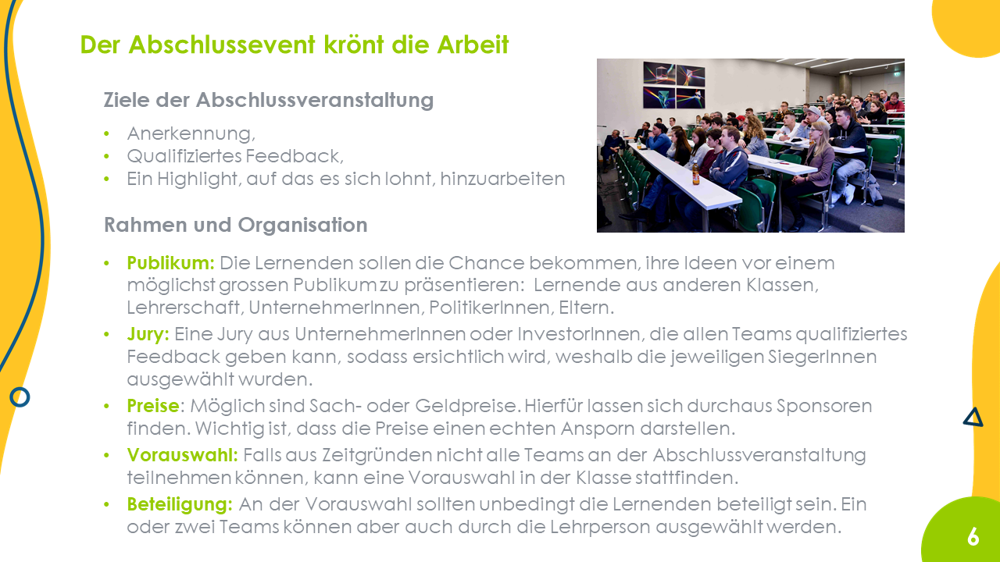 Der Abschlussevent krönt die Arbeit
Ziele der Abschlussveranstaltung
• Anerkennung,
• Qualifiziertes Feedback,
• Ein Highlight, auf das es sich lohnt, hinzuarbeiten
Rahmen und Organisation
• Publikum: Die Lernenden sollen die Chance bekommen, ihre Ideen vor einem
möglichst grossen Publikum zu präsentieren: Lernende aus anderen Klassen,
Lehrerschaft, UnternehmerInnen, PolitikerInnen, Eltern.
• Jury: Eine Jury aus UnternehmerInnen oder InvestorInnen, die allen Teams qualifiziertes
Feedback geben kann, sodass ersichtlich wird, weshalb die jeweiligen SiegerInnen
ausgewählt wurden.
• Preise: Möglich sind Sach- oder Geldpreise. Hierfür lassen sich durchaus Sponsoren
finden. Wichtig ist, dass die Preise einen echten Ansporn darstellen.
• Vorauswahl: Falls aus Zeitgründen nicht alle Teams an der Abschlussveranstaltung
teilnehmen können, kann eine Vorauswahl in der Klasse stattfinden.
• Beteiligung: An der Vorauswahl sollten unbedingt die Lernenden beteiligt sein. Ein
oder zwei Teams können aber auch durch die Lehrperson ausgewählt werden.
6